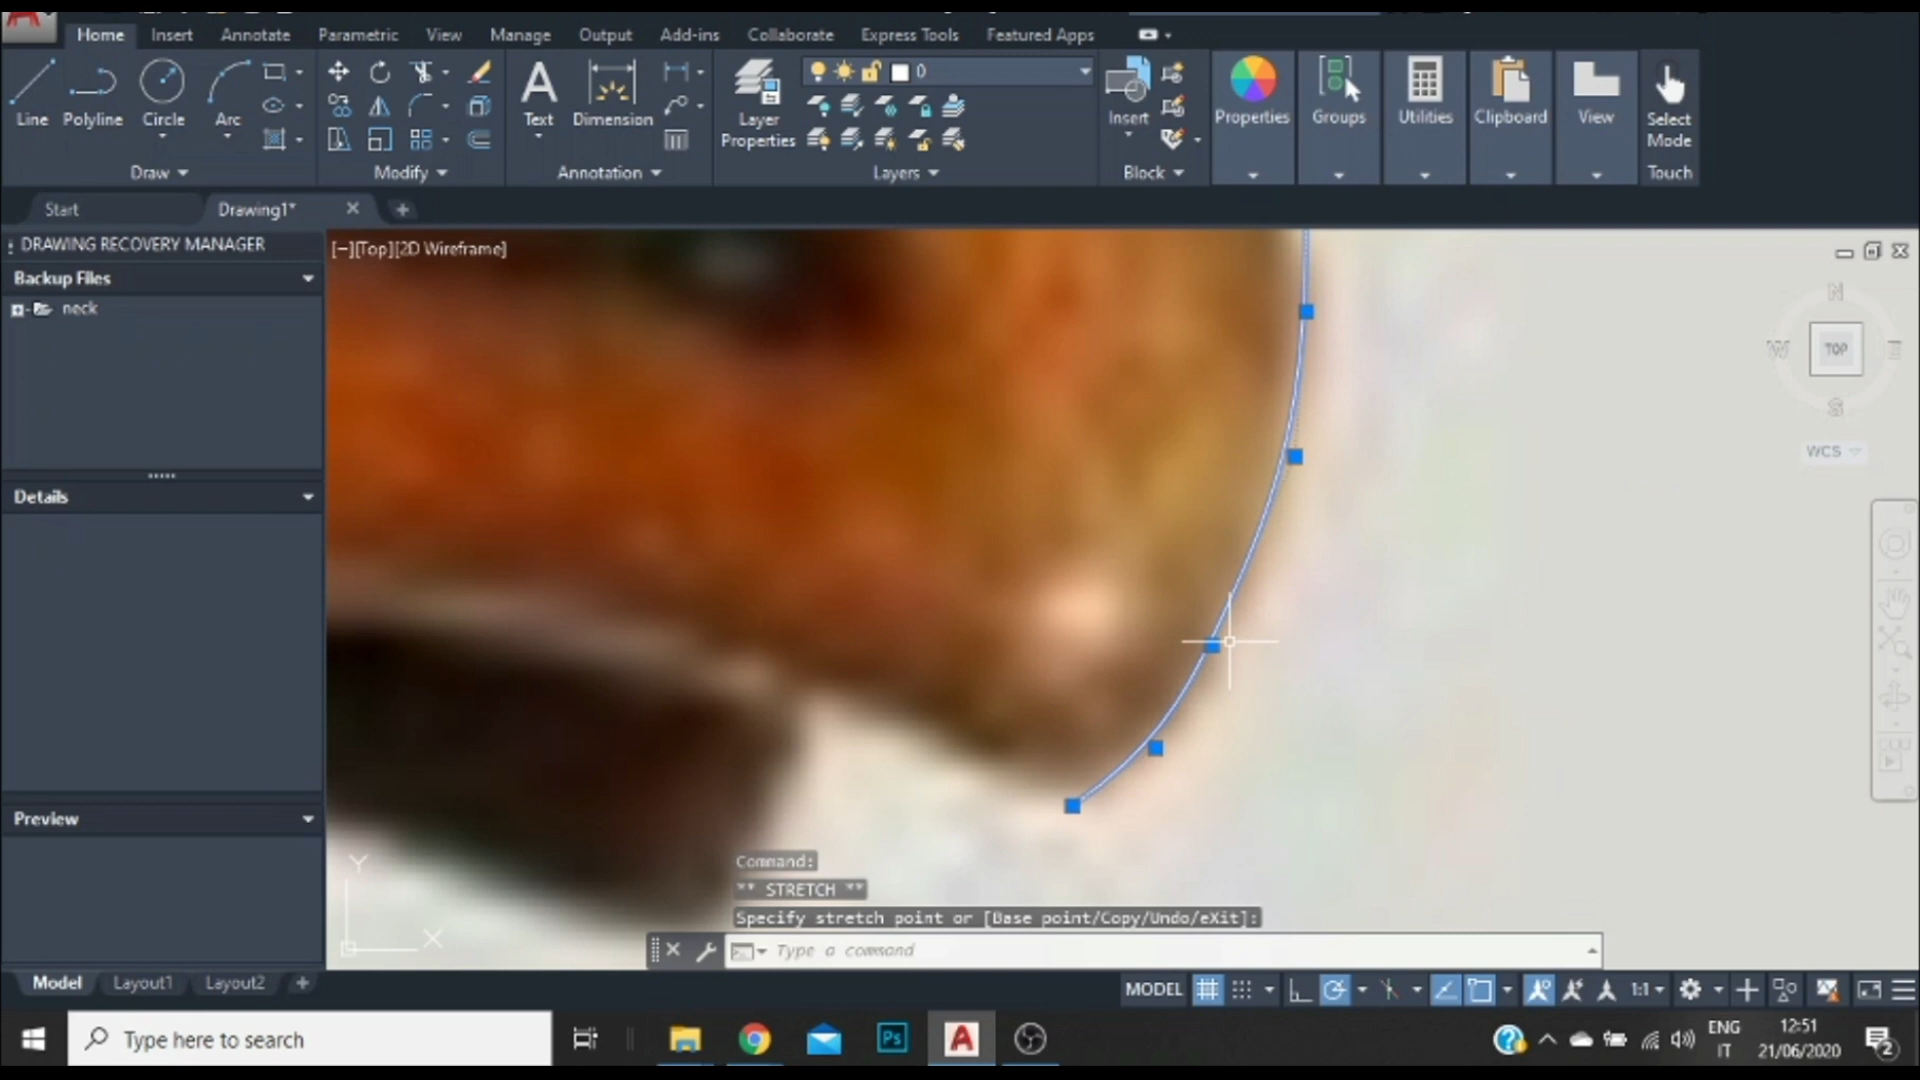 Home Insert Annotate Parametric View Manage Output Add-ins Collaborate Express Tools Featured Apps
0
Line Polyline Circle Arc Text Dimension Layer Properties Insert Properties Groups Utilities Clipboard View Select Mode
Draw Modify Annotation Layers Block Touch
Start Drawing1* +
DRAWING RECOVERY MANAGER
[−][Top][2D Wireframe]
Backup Files
neck
N
W TOP E
S
WCS
Details
Preview
Y
X
Command:
** STRETCH **
Specify stretch point or [Base point/Copy/Undo/eXit]:
Type a command
Model Layout1 Layout2 +
MODEL 1:1
Type here to search
Ps
A
ENG
IT
12:51
21/06/2020
2